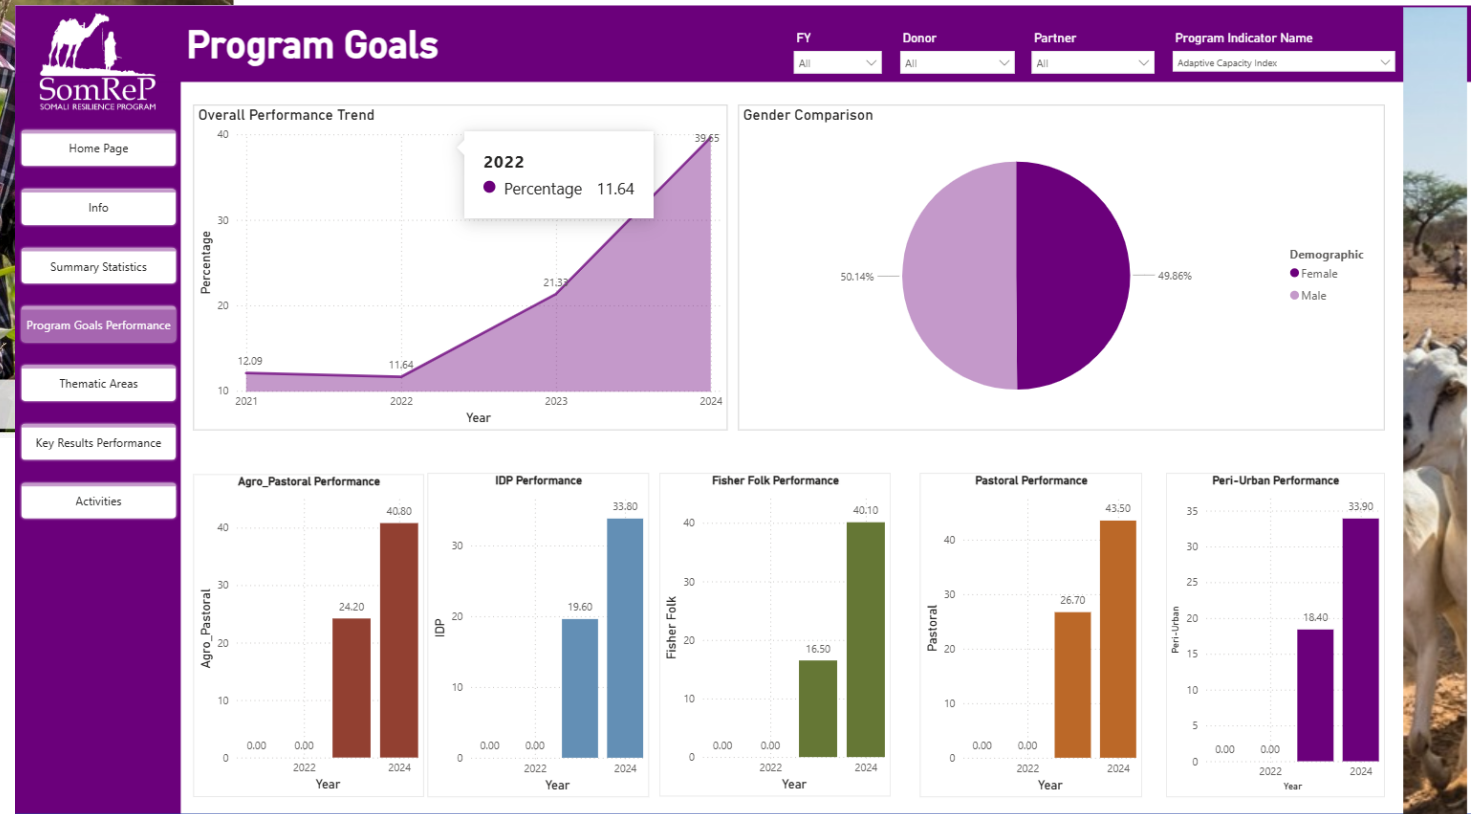 SomReP
SOMALI RESILIENCE PROGRAM
Program Goals
FY
All
Donor
All
Partner
All
Program Indicator Name
Adaptive Capacity Index
Home Page
Info
Summary Statistics
Program Goals Performance
Thematic Areas
Key Results Performance
Activities
Overall Performance Trend
40
30
20
10
Percentage
12.09
11.64
21.33
39.65
2022
Percentage 11.64
2021 2022 2023 2024
Year
Gender Comparison
50.14%
49.86%
Demographic
Female
Male
Agro_Pastoral Performance
Agro_Pastoral
40
30
20
10
0
0.00 0.00 24.20 40.80
2022 2024
Year
IDP Performance
IDP
30
20
10
0
0.00 0.00 19.60 33.80
2022 2024
Year
Fisher Folk Performance
Fisher Folk
40
30
20
10
0
0.00 0.00 16.50 40.10
2022 2024
Year
Pastoral Performance
Pastoral
40
30
20
10
0
0.00 0.00 26.70 43.50
2022 2024
Year
Peri-Urban Performance
Peri-Urban
35
30
25
20
15
10
5
0
0.00 0.00 18.40 33.90
2022 2024
Year